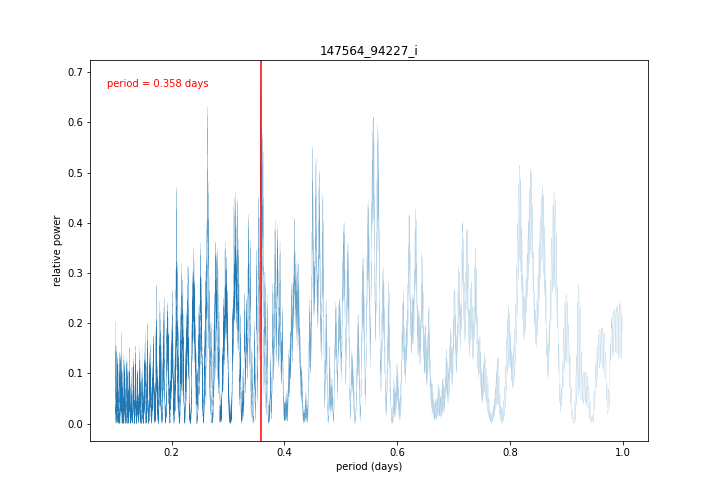 147564_94227_i
period = 0.358 days
relative power
0.7
0.6
0.5
0.4
0.3
0.2
0.1
0.0
0.2 0.4 0.6 0.8 1.0
period (days)